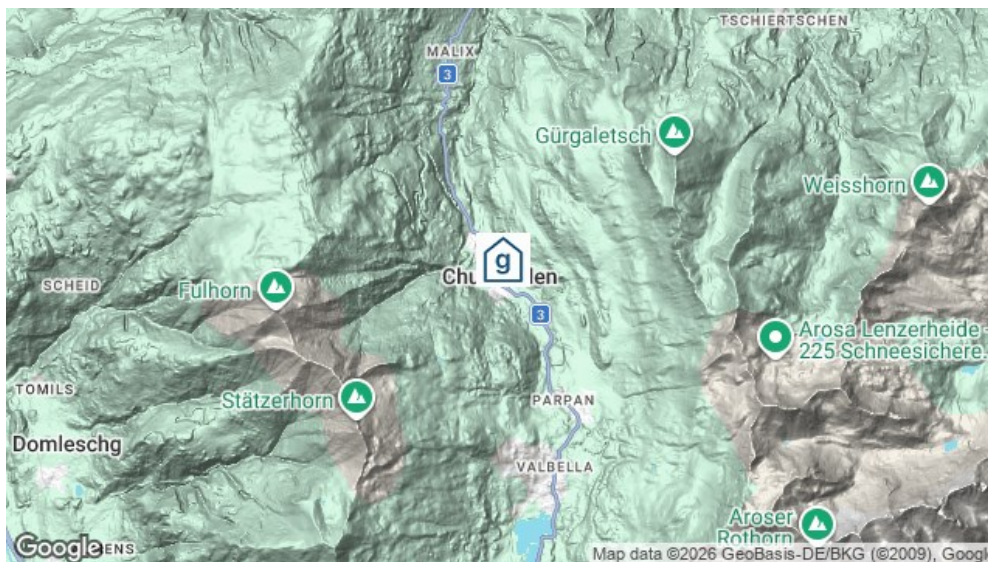 TSCHIERTSCHEN
MALIX
3
Gürgaletsch
Weisshorn
g
SCHEID
Fulhorn
3
Arosa Lenzerheide -
225 Schneesichere.
TOMILS
Stätzerhorn
PARPAN
Domleschg
VALBELLA
Aroser
Rothorn
Google
Map data ©2026 GeoBasis-DE/BKG (©2009), Google